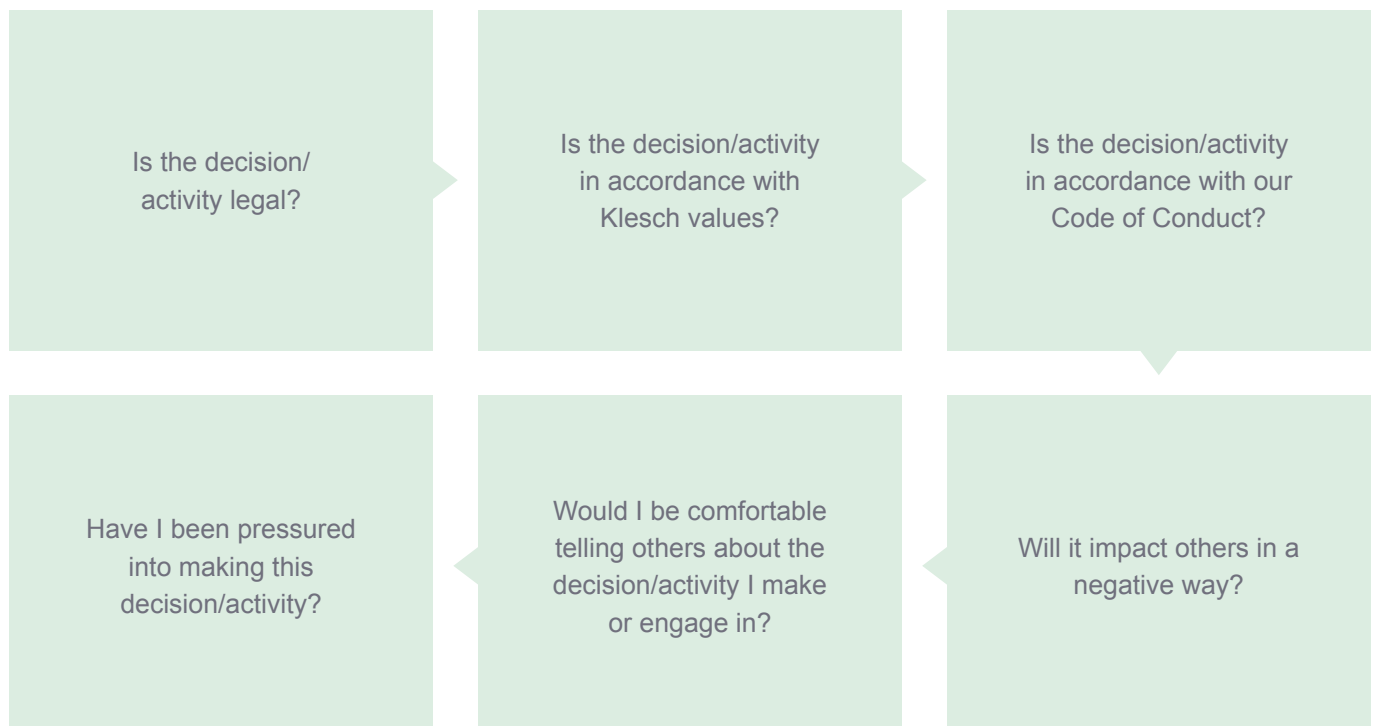 Is the decision/
activity legal?
Is the decision/activity
in accordance with
Klesch values?
Is the decision/activity
in accordance with our
Code of Conduct?
Will it impact others in a
negative way?
Would I be comfortable
telling others about the
decision/activity I make
or engage in?
Have I been pressured
into making this
decision/activity?